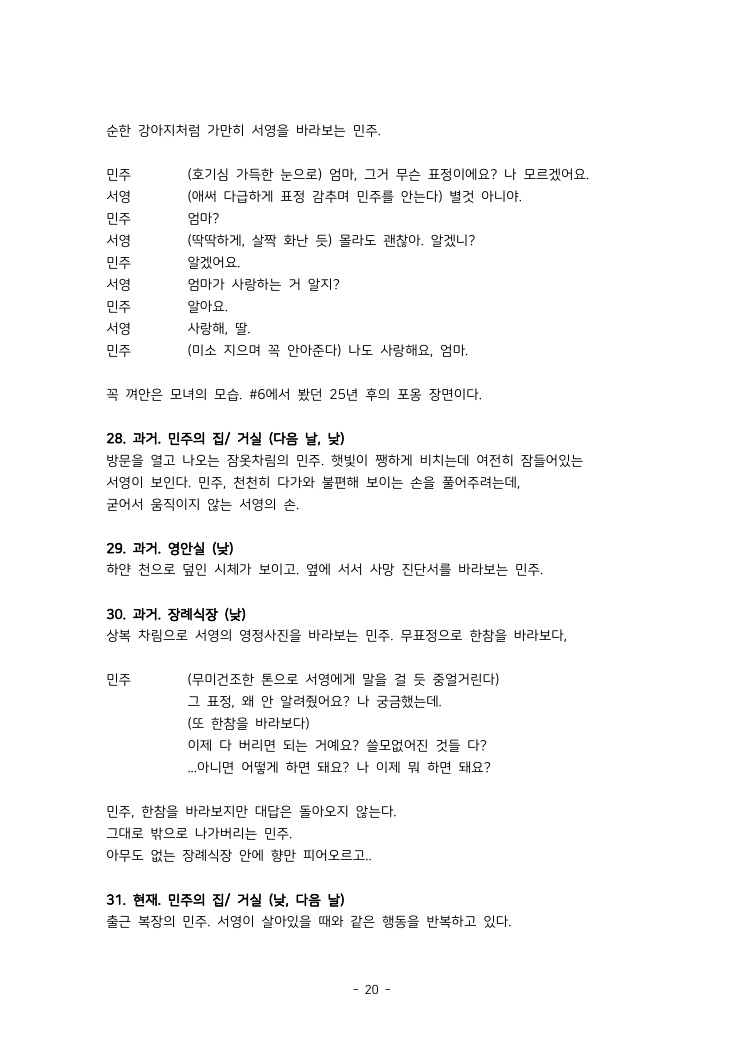 순한 강아지처럼 가만히 서영을 바라보는 민주.
민주 (호기심 가득한 눈으로) 엄마, 그거 무슨 표정이에요? 나 모르겠어요.
서영 (애써 다급하게 표정 감추며 민주를 안는다) 별것 아니야.
민주 엄마?
서영 (딱딱하게, 살짝 화난 듯) 몰라도 괜찮아. 알겠니?
민주 알겠어요.
서영 엄마가 사랑하는 거 알지?
민주 알아요.
서영 사랑해, 딸.
민주 (미소 지으며 꼭 안아준다) 나도 사랑해요, 엄마.
꼭 껴안은 모녀의 모습. #6에서 봤던 25년 후의 포옹 장면이다.
28. 과거. 민주의 집/ 거실 (다음 날, 낮)
방문을 열고 나오는 잠옷차림의 민주. 햇빛이 쨍하게 비치는데 여전히 잠들어있는
서영이 보인다. 민주, 천천히 다가와 불편해 보이는 손을 풀어주려는데,
굳어서 움직이지 않는 서영의 손.
29. 과거. 영안실 (낮)
하얀 천으로 덮인 시체가 보이고. 옆에 서서 사망 진단서를 바라보는 민주.
30. 과거. 장례식장 (낮)
상복 차림으로 서영의 영정사진을 바라보는 민주. 무표정으로 한참을 바라보다,
민주 (무미건조한 톤으로 서영에게 말을 걸 듯 중얼거린다)
그 표정, 왜 안 알려줬어요? 나 궁금했는데.
(또 한참을 바라보다)
이제 다 버리면 되는 거예요? 쓸모없어진 것들 다?
...아니면 어떻게 하면 돼요? 나 이제 뭐 하면 돼요?
민주, 한참을 바라보지만 대답은 돌아오지 않는다.
그대로 밖으로 나가버리는 민주.
아무도 없는 장례식장 안에 향만 피어오르고..
31. 현재. 민주의 집/ 거실 (낮, 다음 날)
출근 복장의 민주. 서영이 살아있을 때와 같은 행동을 반복하고 있다.
- 20 -